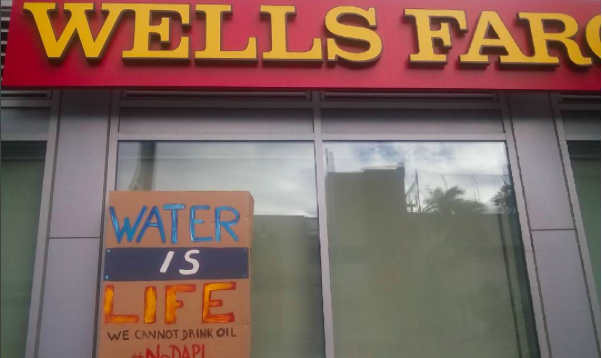 WELLS FARG
WATER
IS
LIFE
WE CANNOT DRINK OIL
#NoDAPL